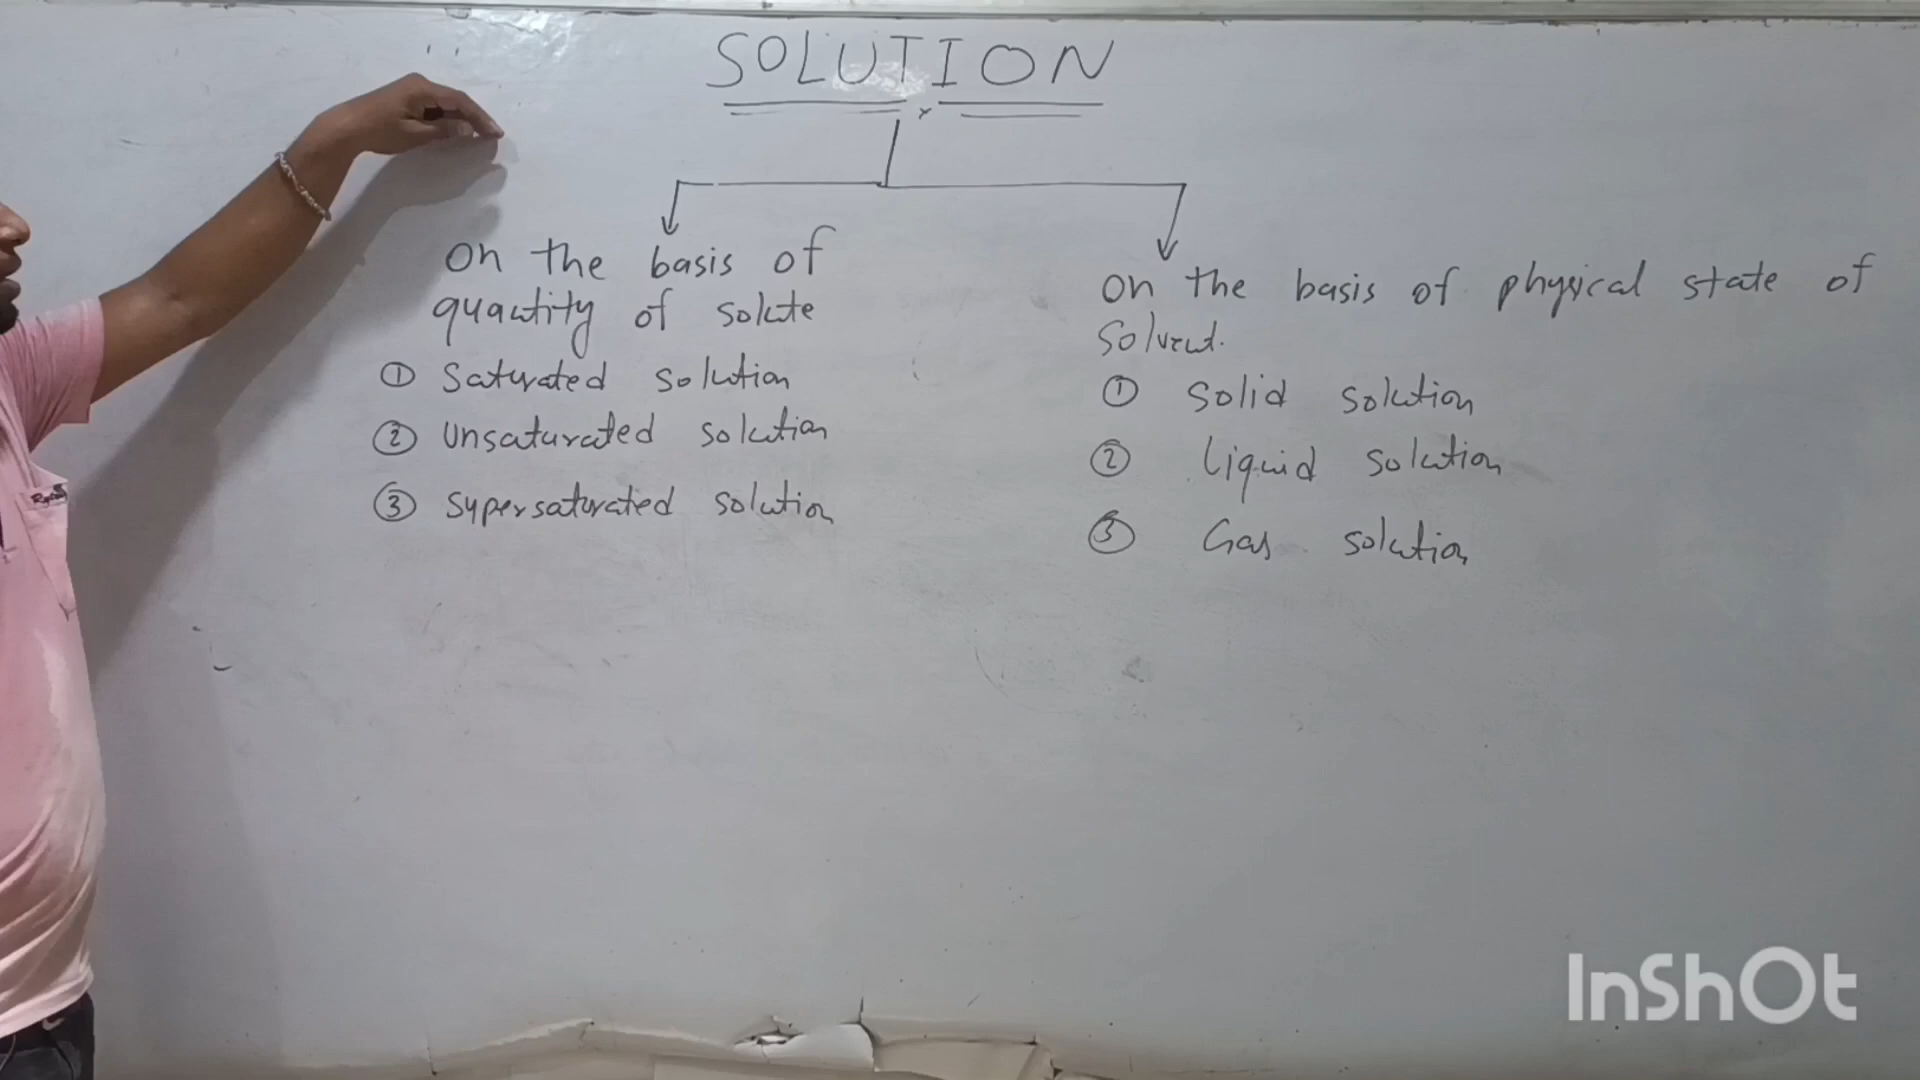 SOLUTION
on the basis of
quantity of solute
① Saturated solution
② Unsaturated solution
③ Supersaturated solution
on the basis of physical state of
solvent.
① Solid solution
② Liquid solution
③ Gas solution
InShOt